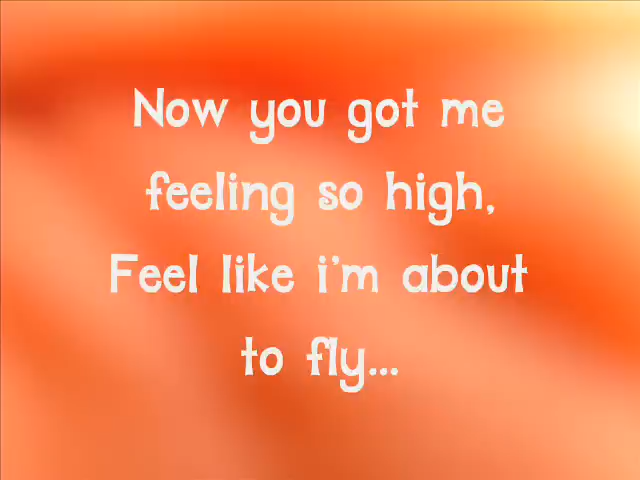 Now you got me
feeling so high,
Feel like i'm about
to fly...